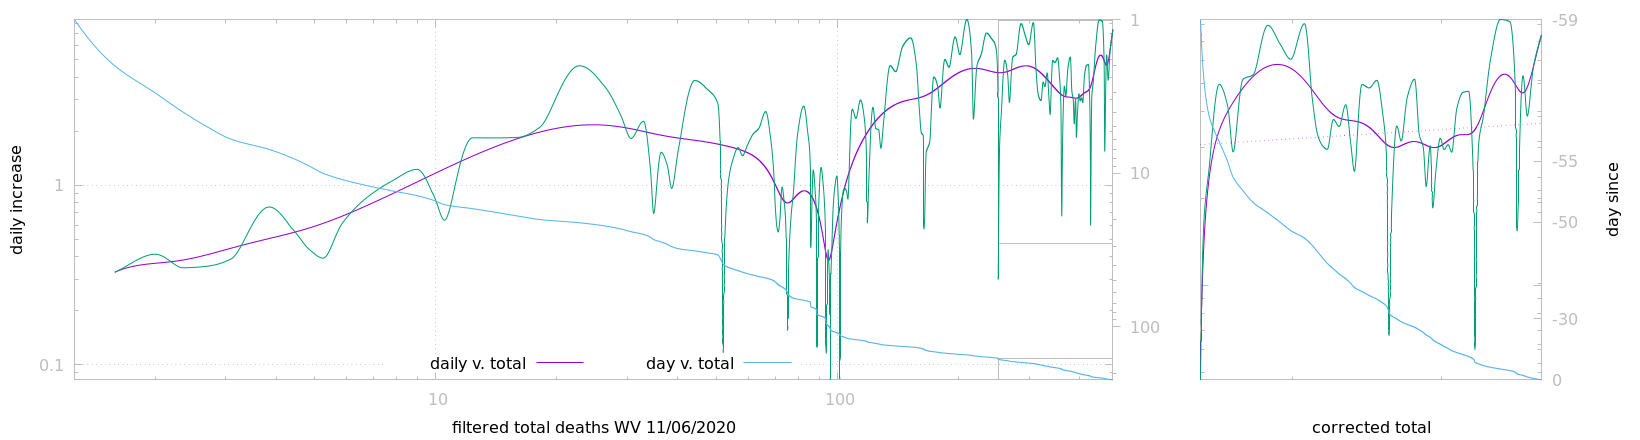 daily increase
1
0.1
10
100
filtered total deaths WV 11/06/2020
daily v. total
day v. total
1
10
100
-59
-55
-50
-30
0
day since
corrected total